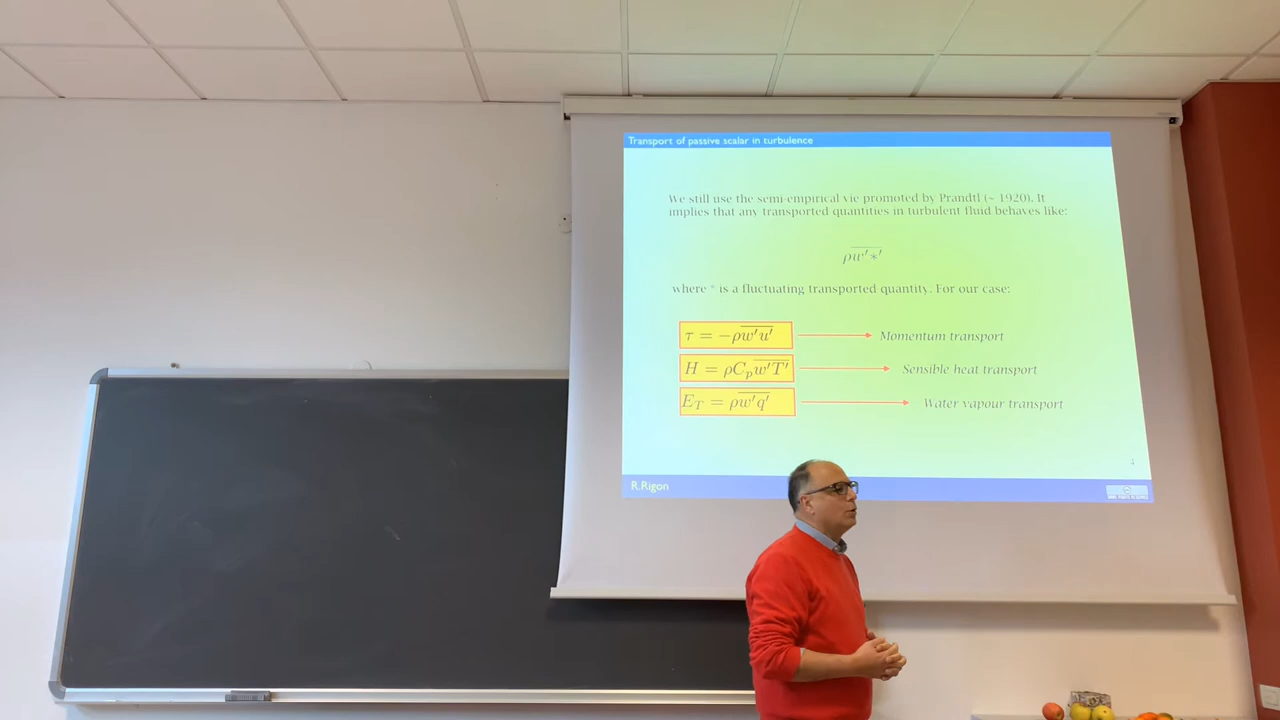 Transport of passive scalar in turbulence
We still use the semi-empirical vie promoted by Prandtl (~ 1920). It
implies that any transported quantities in turbulent fluid behaves like:
ρw′*′
where * is a fluctuating transported quantity. For our case:
τ = −ρw′u′ Momentum transport
H = ρCₚw′T′ Sensible heat transport
E_T = ρw′q′ Water vapour transport
R.Rigon